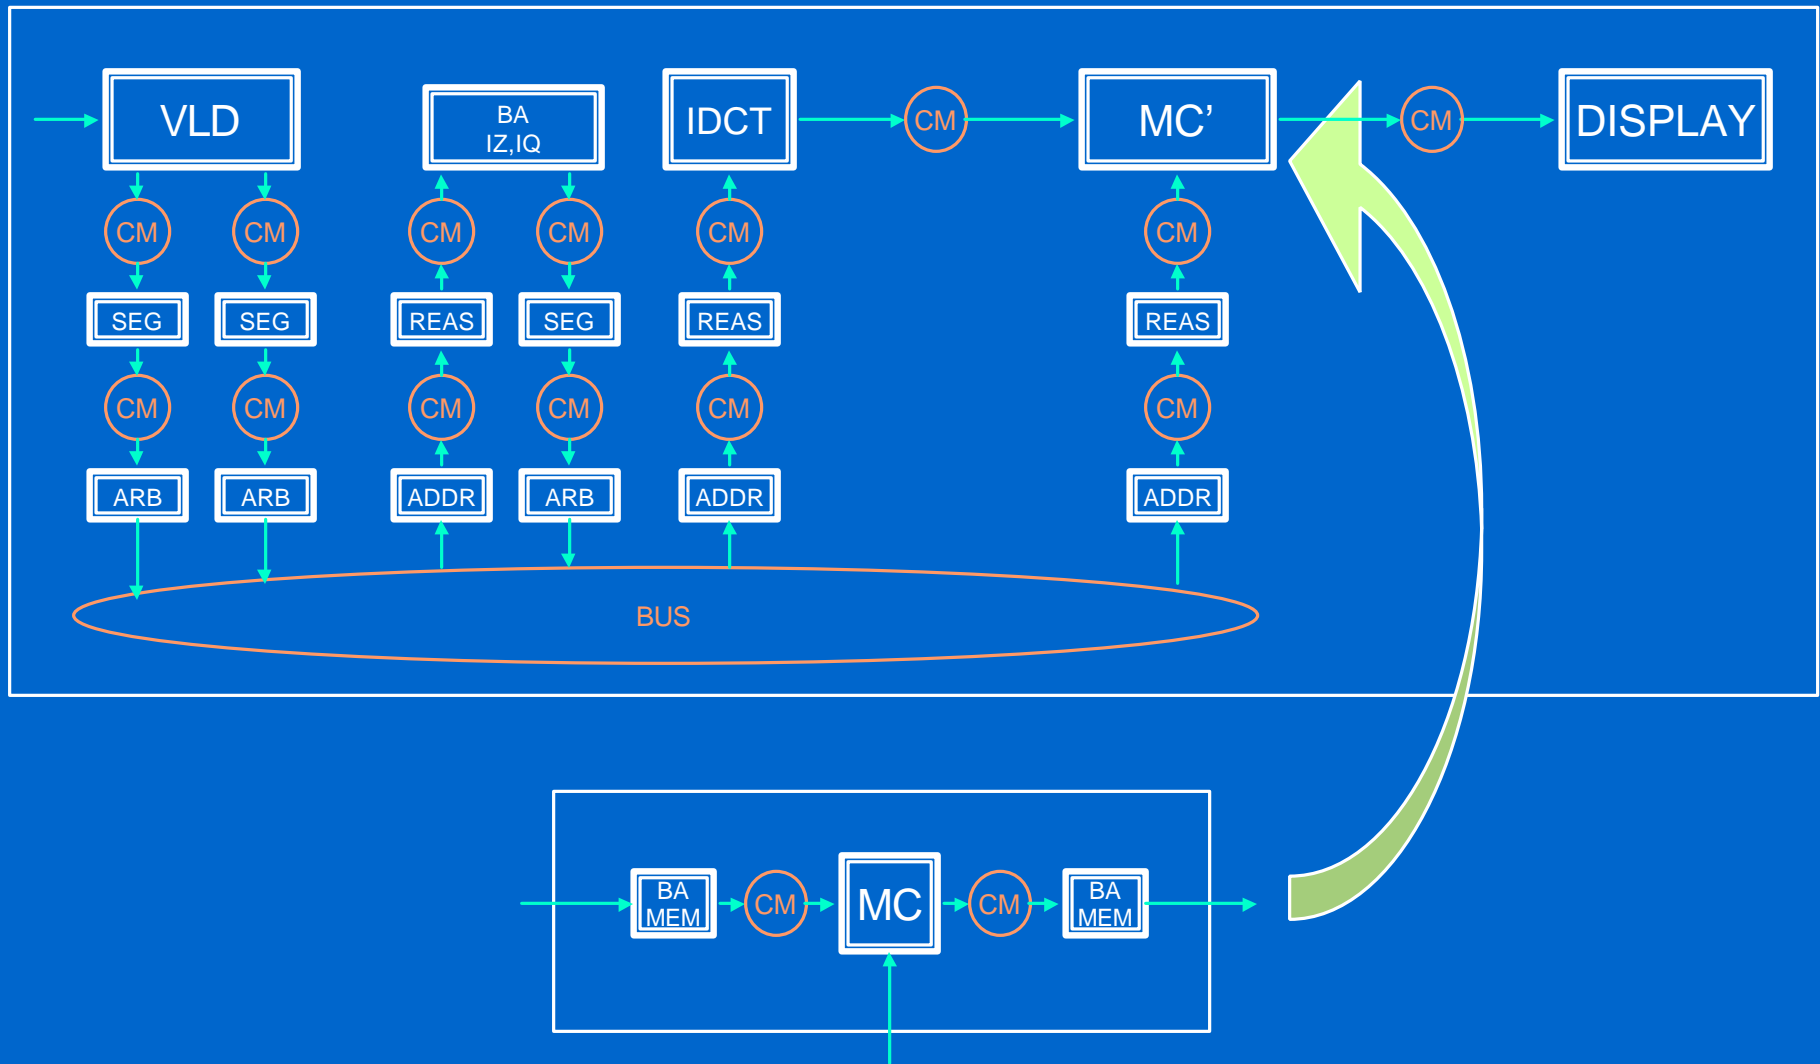 VLD
BA
IZ,IQ
IDCT
CM
MC’
CM
DISPLAY
CM
CM
CM
CM
CM
CM
SEG
SEG
REAS
SEG
REAS
REAS
CM
CM
CM
CM
CM
CM
ARB
ARB
ADDR
ARB
ADDR
ADDR
BUS
BA
MEM
CM
MC
CM
BA
MEM